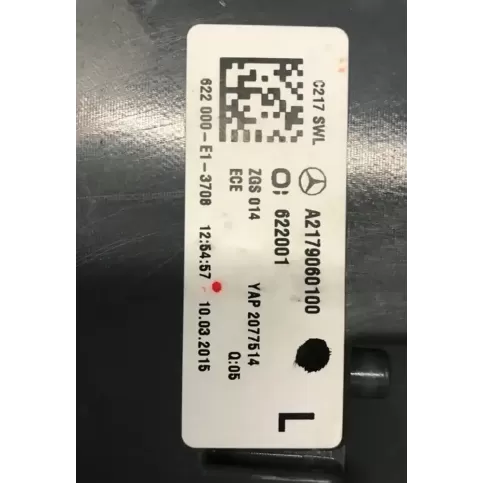 C217 SWL
A2179060100
L
O; 622001
ZGS 014 YAP 2077514
ECE Q:05
622 000-E1-3708 12:54:57 10.03.2015